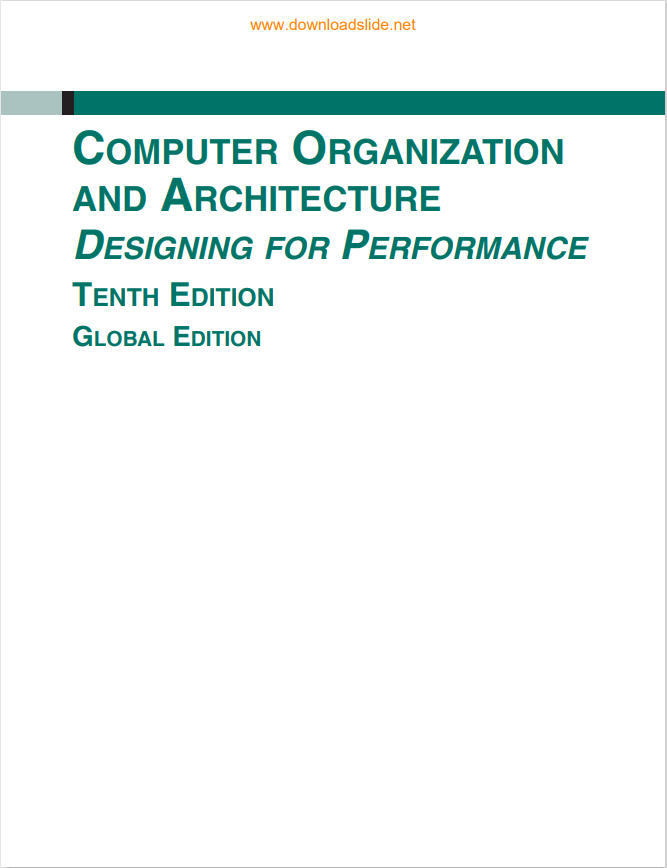 www.downloadslide.net
COMPUTER ORGANIZATION
AND ARCHITECTURE
DESIGNING FOR PERFORMANCE
TENTH EDITION
GLOBAL EDITION